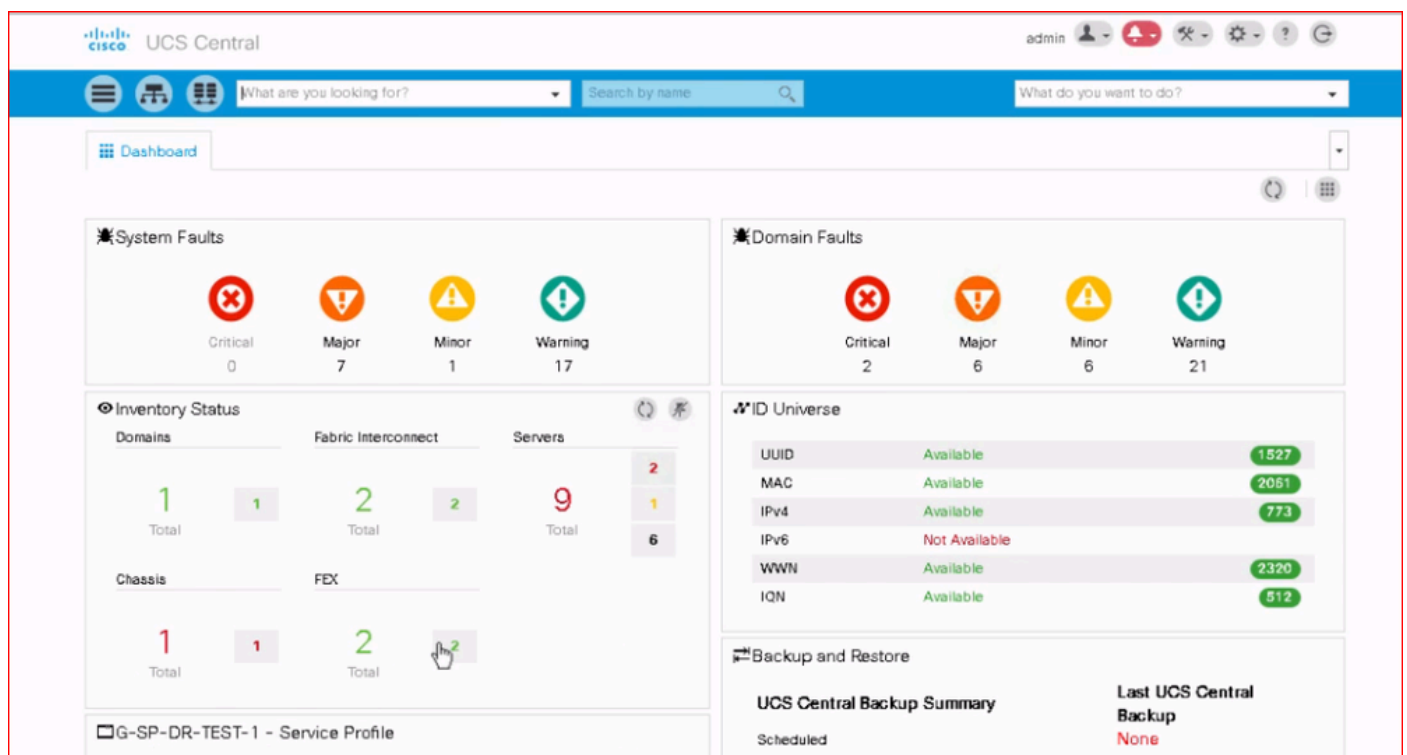 cisco UCS Central
admin
?
What are you looking for?
Search by name
What do you want to do?
Dashboard
System Faults
Critical
0
Major
7
Minor
1
Warning
17
Domain Faults
Critical
2
Major
6
Minor
6
Warning
21
Inventory Status
Domains
1
Total
1
Fabric Interconnect
2
Total
2
Servers
9
Total
2
1
6
Chassis
1
Total
1
FEX
2
Total
2
ID Universe
UUID Available 1527
MAC Available 2051
IPv4 Available 773
IPv6 Not Available
WWN Available 2320
IQN Available 512
Backup and Restore
UCS Central Backup Summary
Last UCS Central
Backup
Scheduled
None
G-SP-DR-TEST-1 - Service Profile